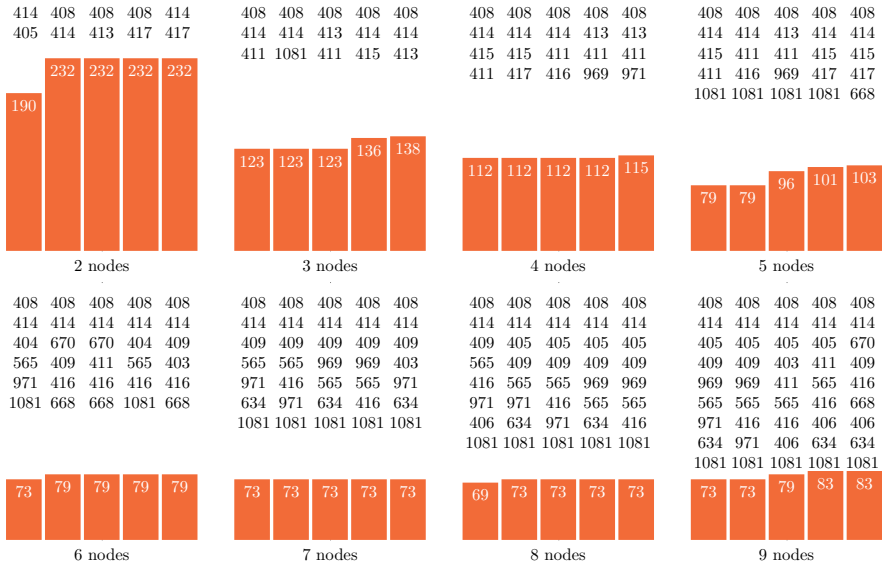 414 408 408 408 414
405 414 413 417 417
232 232 232 232
190
2 nodes
408 408 408 408 408
414 414 413 414 414
411 1081 411 415 413
123 123 123 136 138
3 nodes
408 408 408 408 408
414 414 414 413 413
415 415 411 411 411
411 417 416 969 971
112 112 112 112 115
4 nodes
408 408 408 408 408
414 414 413 414 414
415 411 411 415 415
411 416 969 417 417
1081 1081 1081 1081 668
79 79 96 101 103
5 nodes
408 408 408 408 408
414 414 414 414 414
404 670 670 404 409
565 409 411 565 403
971 416 416 416 416
1081 668 668 1081 668
73 79 79 79 79
6 nodes
408 408 408 408 408
414 414 414 414 414
409 409 409 409 409
565 565 969 969 403
971 416 565 565 971
634 971 634 416 634
1081 1081 1081 1081 1081
73 73 73 73 73
7 nodes
408 408 408 408 408
414 414 414 414 414
409 405 405 405 405
565 409 409 409 409
416 565 565 969 969
971 971 416 565 565
406 634 971 634 416
1081 1081 1081 1081 1081
69 73 73 73 73
8 nodes
408 408 408 408 408
414 414 414 414 414
405 405 405 405 670
409 409 403 411 409
969 969 411 565 416
565 565 565 416 668
971 416 416 406 406
634 971 406 634 634
1081 1081 1081 1081 1081
73 73 79 83 83
9 nodes